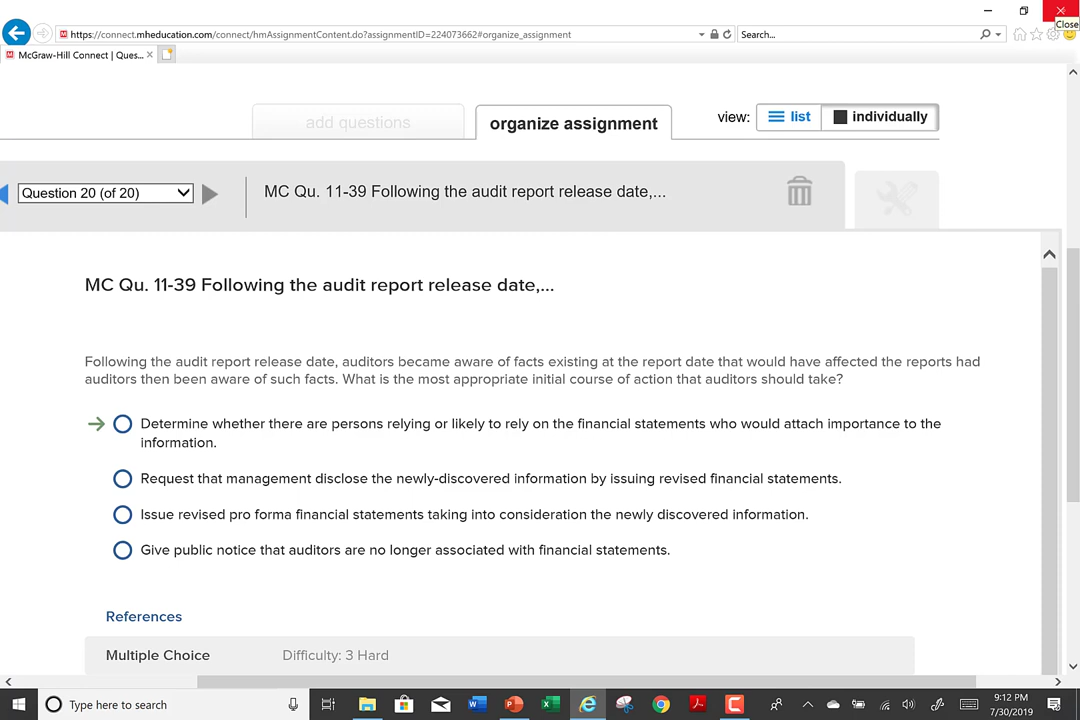 Close
https://connect.mheducation.com/connect/hmAssignmentContent.do?assignmentID=224073662#organize_assignment
Search...
McGraw-Hill Connect | Ques...
add questions
organize assignment
view:
list
individually
Question 20 (of 20)
MC Qu. 11-39 Following the audit report release date,...
MC Qu. 11-39 Following the audit report release date,...
Following the audit report release date, auditors became aware of facts existing at the report date that would have affected the reports had
auditors then been aware of such facts. What is the most appropriate initial course of action that auditors should take?
Determine whether there are persons relying or likely to rely on the financial statements who would attach importance to the
information.
Request that management disclose the newly-discovered information by issuing revised financial statements.
Issue revised pro forma financial statements taking into consideration the newly discovered information.
Give public notice that auditors are no longer associated with financial statements.
References
Multiple Choice
Difficulty: 3 Hard
Type here to search
9:12 PM
7/30/2019